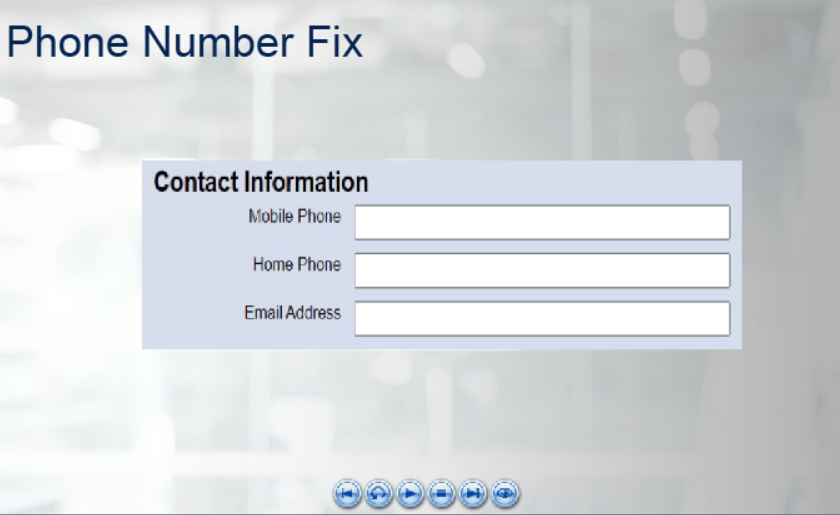 Phone Number Fix
Contact Information
Mobile Phone
Home Phone
Email Address